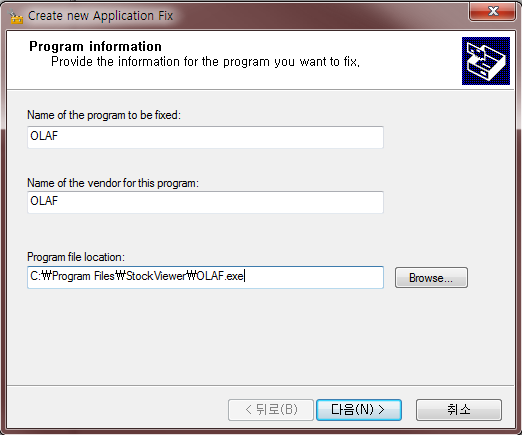 Create new Application Fix
Program information
Provide the information for the program you want to fix.
Name of the program to be fixed:
OLAF
Name of the vendor for this program:
OLAF
Program file location:
C:₩Program Files₩StockViewer₩OLAF.exe
Browse...
< 뒤로(B)
다음(N) >
취소